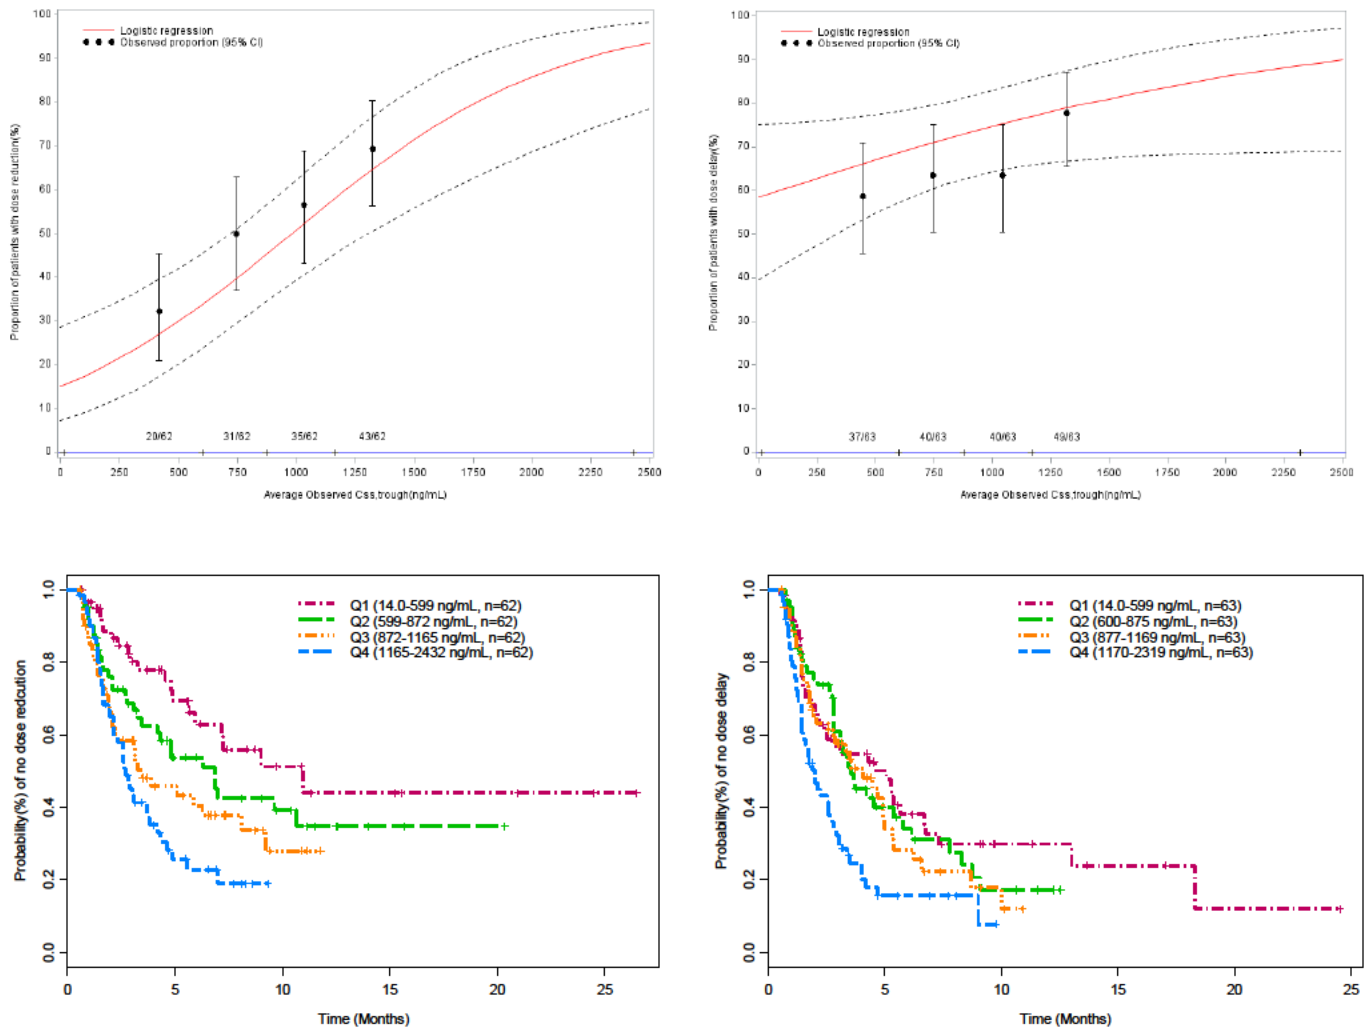 Logistic regression
Observed proportion (95% CI)
Proportion of patients with dose reduction(%)
100
90
80
70
60
50
40
30
20
10
0
20/62 31/62 35/62 43/62
0 250 500 750 1000 1250 1500 1750 2000 2250 2500
Average Observed Css,trough(ng/mL)
Logistic regression
Observed proportion (95% CI)
Proportion of patients with dose delay(%)
100
90
80
70
60
50
40
30
20
10
0
37/63 40/63 40/63 49/63
0 250 500 750 1000 1250 1500 1750 2000 2250 2500
Average Observed Css,trough(ng/mL)
Probability(%) of no dose redcution
1.0
0.8
0.6
0.4
0.2
0.0
Q1 (14.0-599 ng/mL, n=62)
Q2 (599-872 ng/mL, n=62)
Q3 (872-1165 ng/mL, n=62)
Q4 (1165-2432 ng/mL, n=62)
0 5 10 15 20 25
Time (Months)
Probability(%) of no dose delay
1.0
0.8
0.6
0.4
0.2
0.0
Q1 (14.0-599 ng/mL, n=63)
Q2 (600-875 ng/mL, n=63)
Q3 (877-1169 ng/mL, n=63)
Q4 (1170-2319 ng/mL, n=63)
0 5 10 15 20 25
Time (Months)